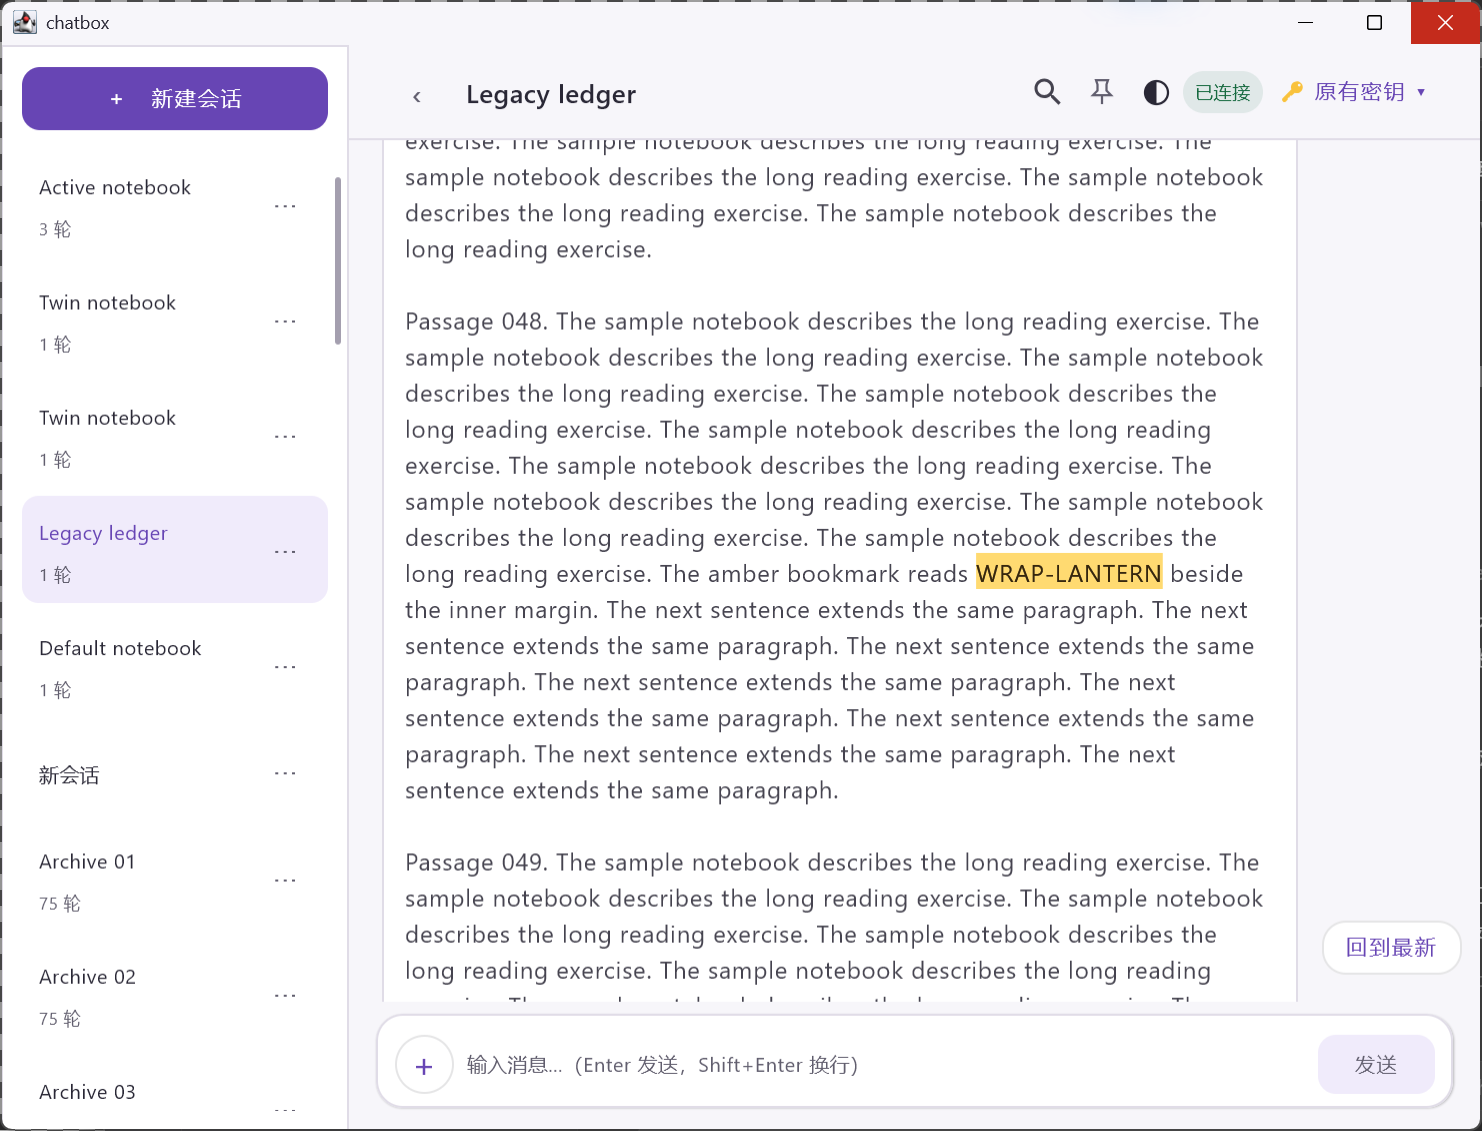 chatbox
+ 新建会话
Active notebook
3 轮
Twin notebook
1 轮
Twin notebook
1 轮
Legacy ledger
1 轮
Default notebook
1 轮
新会话
Archive 01
75 轮
Archive 02
75 轮
Archive 03
Legacy ledger
已连接
原有密钥
exercise. The sample notebook describes the long reading exercise. The
sample notebook describes the long reading exercise. The sample notebook
describes the long reading exercise. The sample notebook describes the
long reading exercise.
Passage 048. The sample notebook describes the long reading exercise. The
sample notebook describes the long reading exercise. The sample notebook
describes the long reading exercise. The sample notebook describes the
long reading exercise. The sample notebook describes the long reading
exercise. The sample notebook describes the long reading exercise. The
sample notebook describes the long reading exercise. The sample notebook
describes the long reading exercise. The sample notebook describes the
long reading exercise. The amber bookmark reads WRAP-LANTERN beside
the inner margin. The next sentence extends the same paragraph. The next
sentence extends the same paragraph. The next sentence extends the same
paragraph. The next sentence extends the same paragraph. The next
sentence extends the same paragraph. The next sentence extends the same
paragraph. The next sentence extends the same paragraph. The next
sentence extends the same paragraph.
Passage 049. The sample notebook describes the long reading exercise. The
sample notebook describes the long reading exercise. The sample notebook
describes the long reading exercise. The sample notebook describes the
long reading exercise. The sample notebook describes the long reading
回到最新
输入消息... （Enter 发送，Shift+Enter 换行）
发送